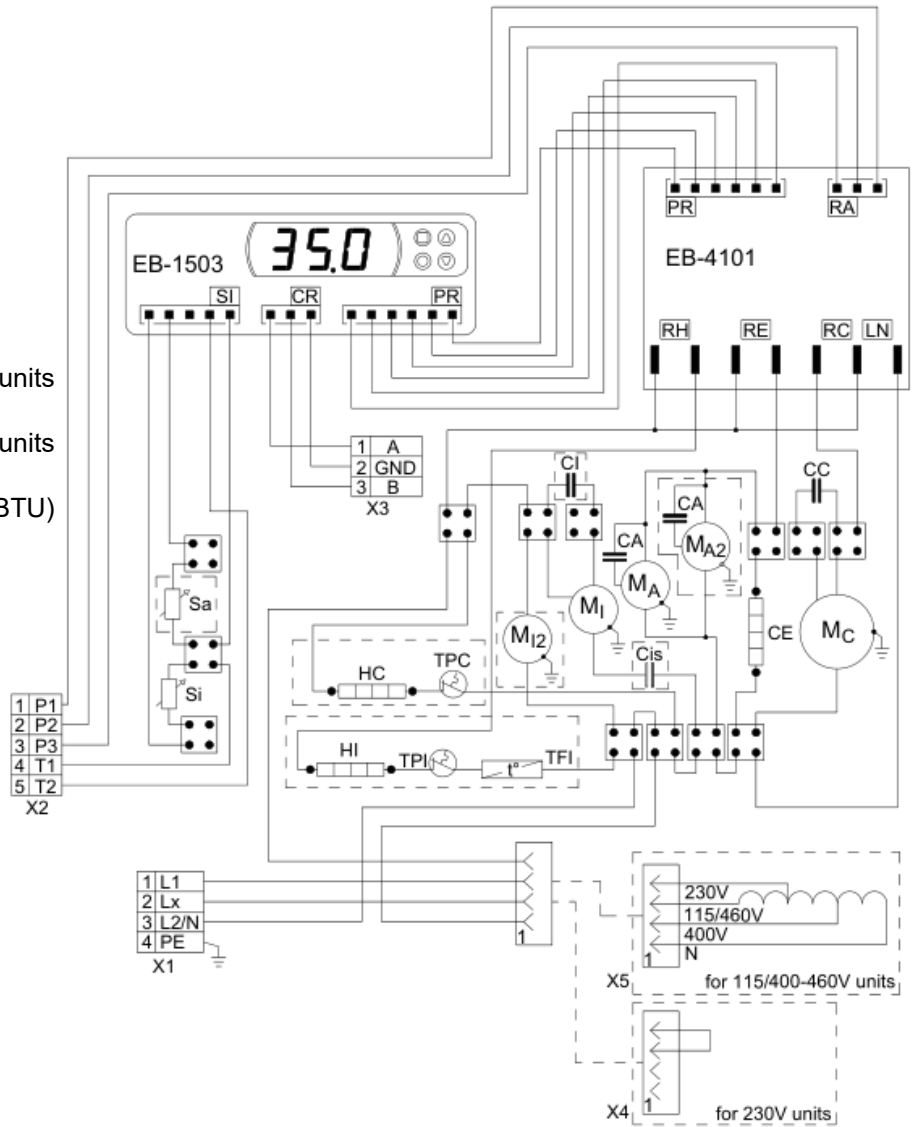 PR
RA
EB-4101
RH
RE
RC
LN
EB-1503
35.0
SI
CR
PR
units
units
BTU)
1 A
2 GND
3 B
X3
CI
CC
CA
CA
MA2
MA
MI
MI2
CE
MC
Sa
Si
Cis
HC
TPC
HI
TPI
t°
TFI
1 P1
2 P2
3 P3
4 T1
5 T2
X2
1 L1
2 Lx
3 L2/N
4 PE
X1
1
230V
115/460V
400V
N
1
X5
for 115/400-460V units
1
X4
for 230V units